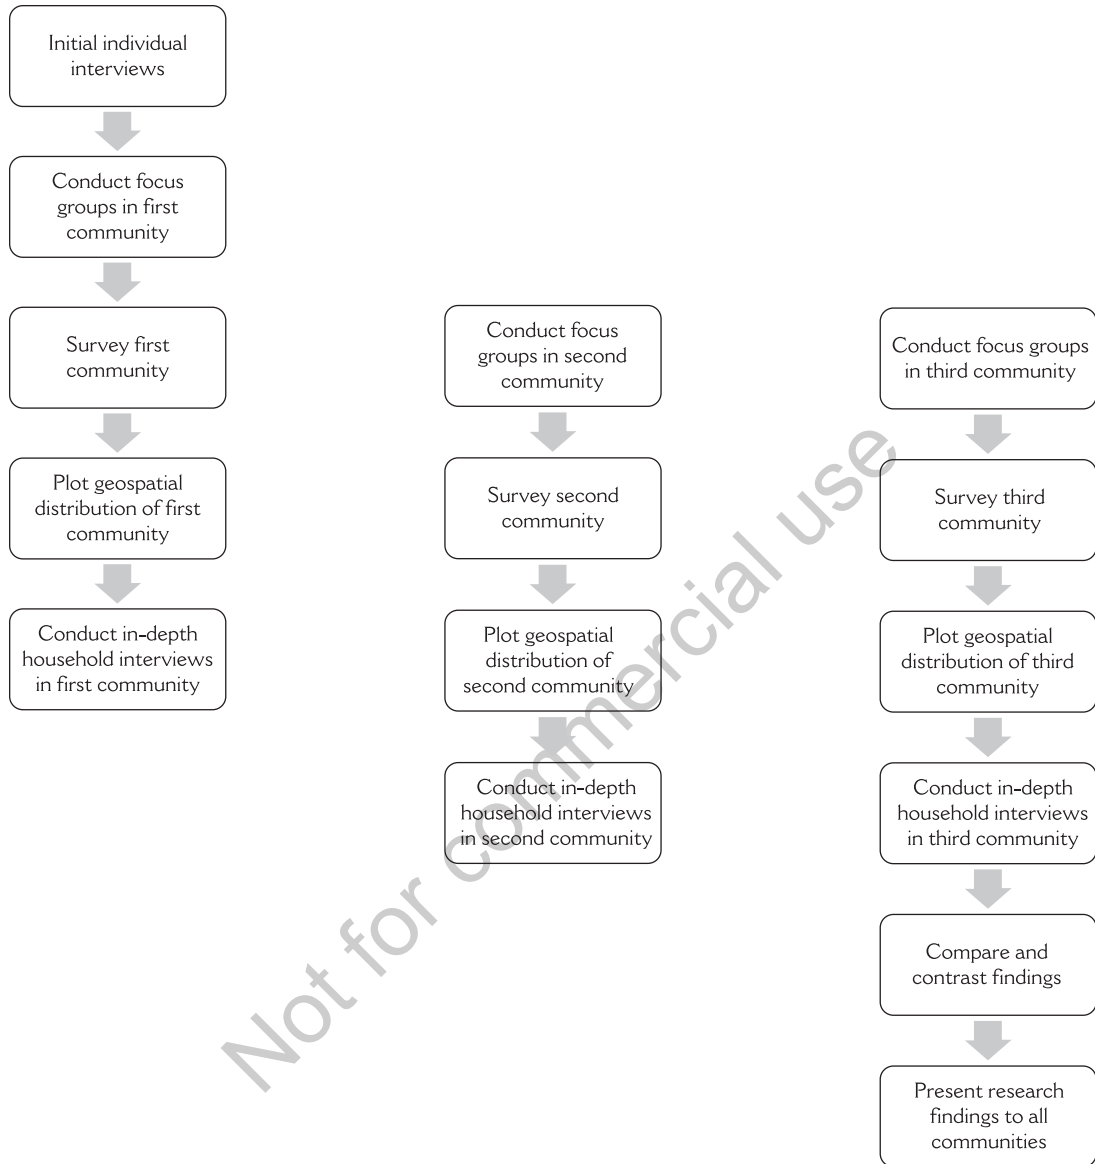 Initial individual
interviews
Conduct focus
groups in first
community
Survey first
community
Plot geospatial
distribution of first
community
Conduct in-depth
household interviews
in first community
Conduct focus
groups in second
community
Survey second
community
Plot geospatial
distribution of
second community
Conduct in-depth
household interviews
in second community
Conduct focus groups
in third community
Survey third
community
Plot geospatial
distribution of third
community
Conduct in-depth
household interviews
in third community
Compare and
contrast findings
Present research
findings to all
communities
Not for commercial use